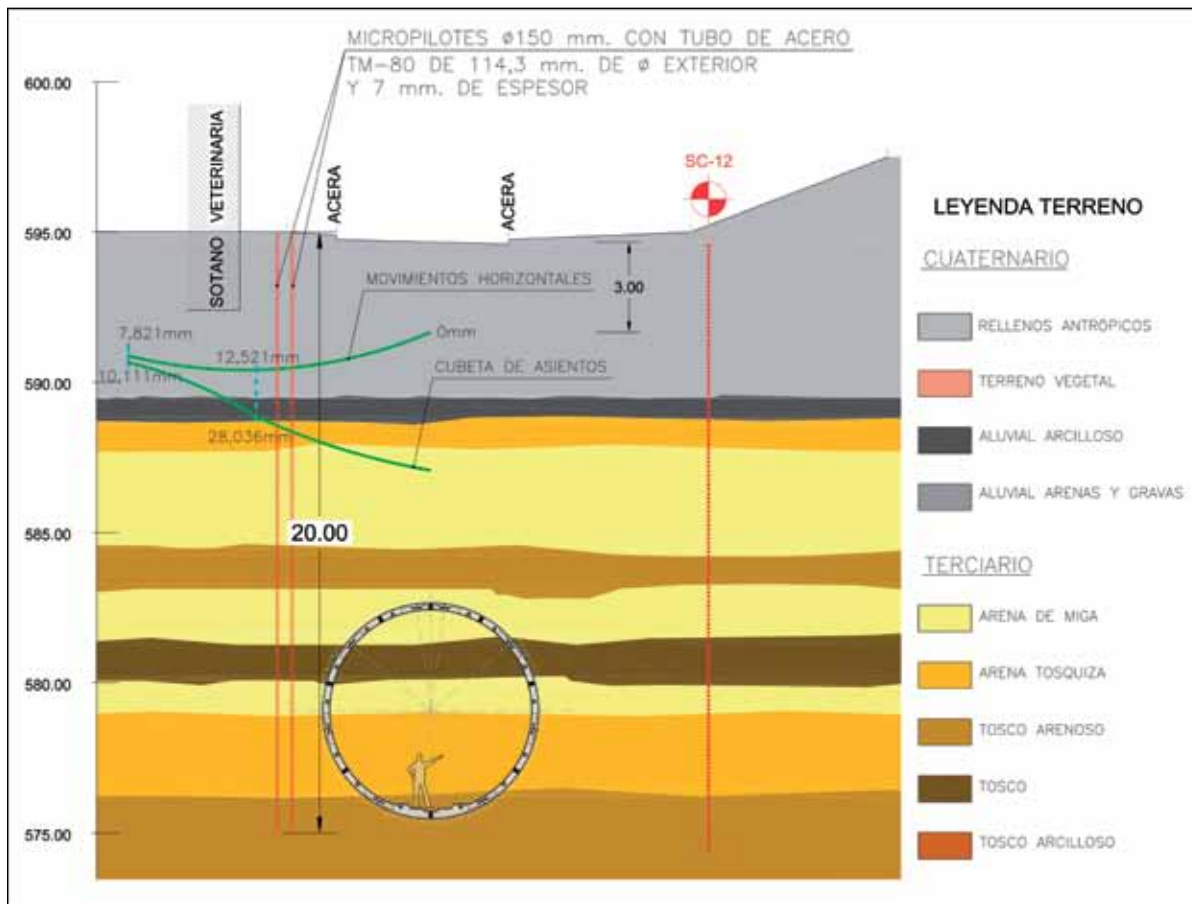 MICROPILOTES ø150 mm. CON TUBO DE ACERO
TM-80 DE 114,3 mm. DE ø EXTERIOR
Y 7 mm. DE ESPESOR
600.00
SOTANO VETERINARIA
ACERA
ACERA
SC-12
595.00
MOVIMIENTOS HORIZONTALES
3.00
7,821mm
0mm
12,521mm
590.00
10,111mm
CUBETA DE ASIENTOS
28,036mm
585.00
20.00
580.00
575.00
LEYENDA TERRENO
CUATERNARIO
RELLENOS ANTRÓPICOS
TERRENO VEGETAL
ALUVIAL ARCILLOSO
ALUVIAL ARENAS Y GRAVAS
TERCIARIO
ARENA DE MIGA
ARENA TOSQUIZA
TOSCO ARENOSO
TOSCO
TOSCO ARCILLOSO